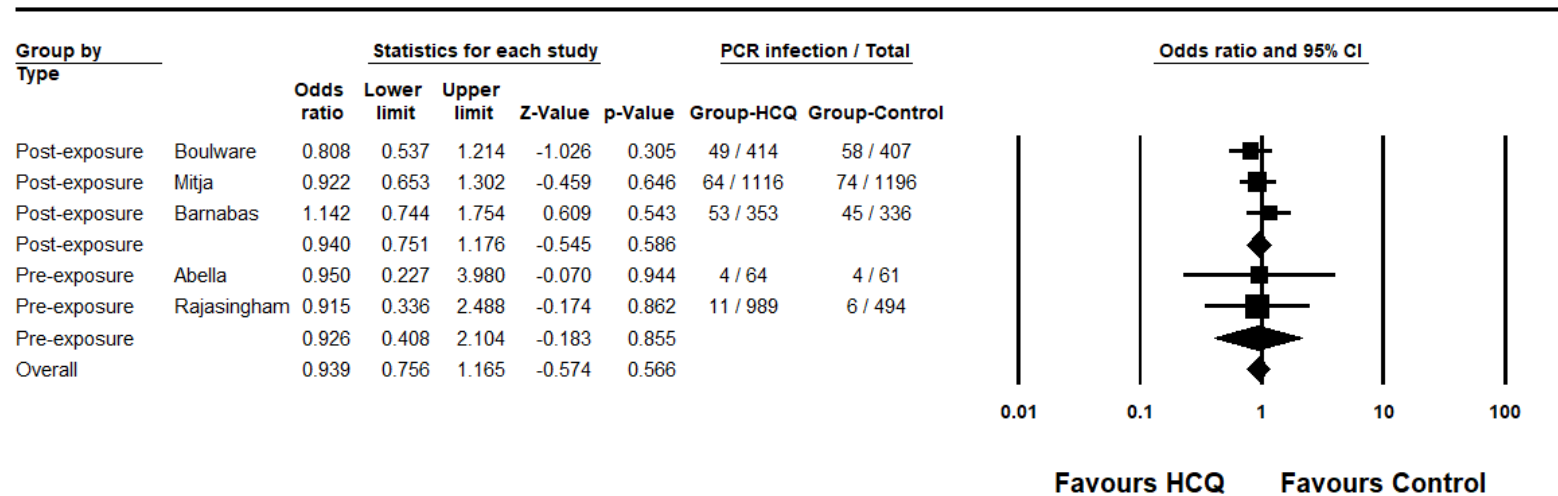 Group by Statistics for each study PCR infection / Total Odds ratio and 95% CI
Type
Odds Lower Upper
ratio limit limit Z-Value p-Value Group-HCQ Group-Control
Post-exposure Boulware 0.808 0.537 1.214 -1.026 0.305 49 / 414 58 / 407
Post-exposure Mitja 0.922 0.653 1.302 -0.459 0.646 64 / 1116 74 / 1196
Post-exposure Barnabas 1.142 0.744 1.754 0.609 0.543 53 / 353 45 / 336
Post-exposure 0.940 0.751 1.176 -0.545 0.586
Pre-exposure Abella 0.950 0.227 3.980 -0.070 0.944 4 / 64 4 / 61
Pre-exposure Rajasingham 0.915 0.336 2.488 -0.174 0.862 11 / 989 6 / 494
Pre-exposure 0.926 0.408 2.104 -0.183 0.855
Overall 0.939 0.756 1.165 -0.574 0.566
0.01 0.1 1 10 100
Favours HCQ Favours Control